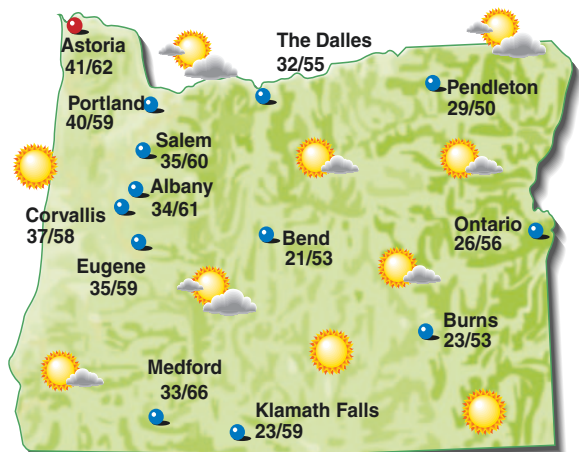 Astoria
41/62
The Dalles
32/55
Pendleton
29/50
Portland
40/59
Salem
35/60
Albany
34/61
Corvallis
37/58
Eugene
35/59
Bend
21/53
Ontario
26/56
Burns
23/53
Medford
33/66
Klamath Falls
23/59